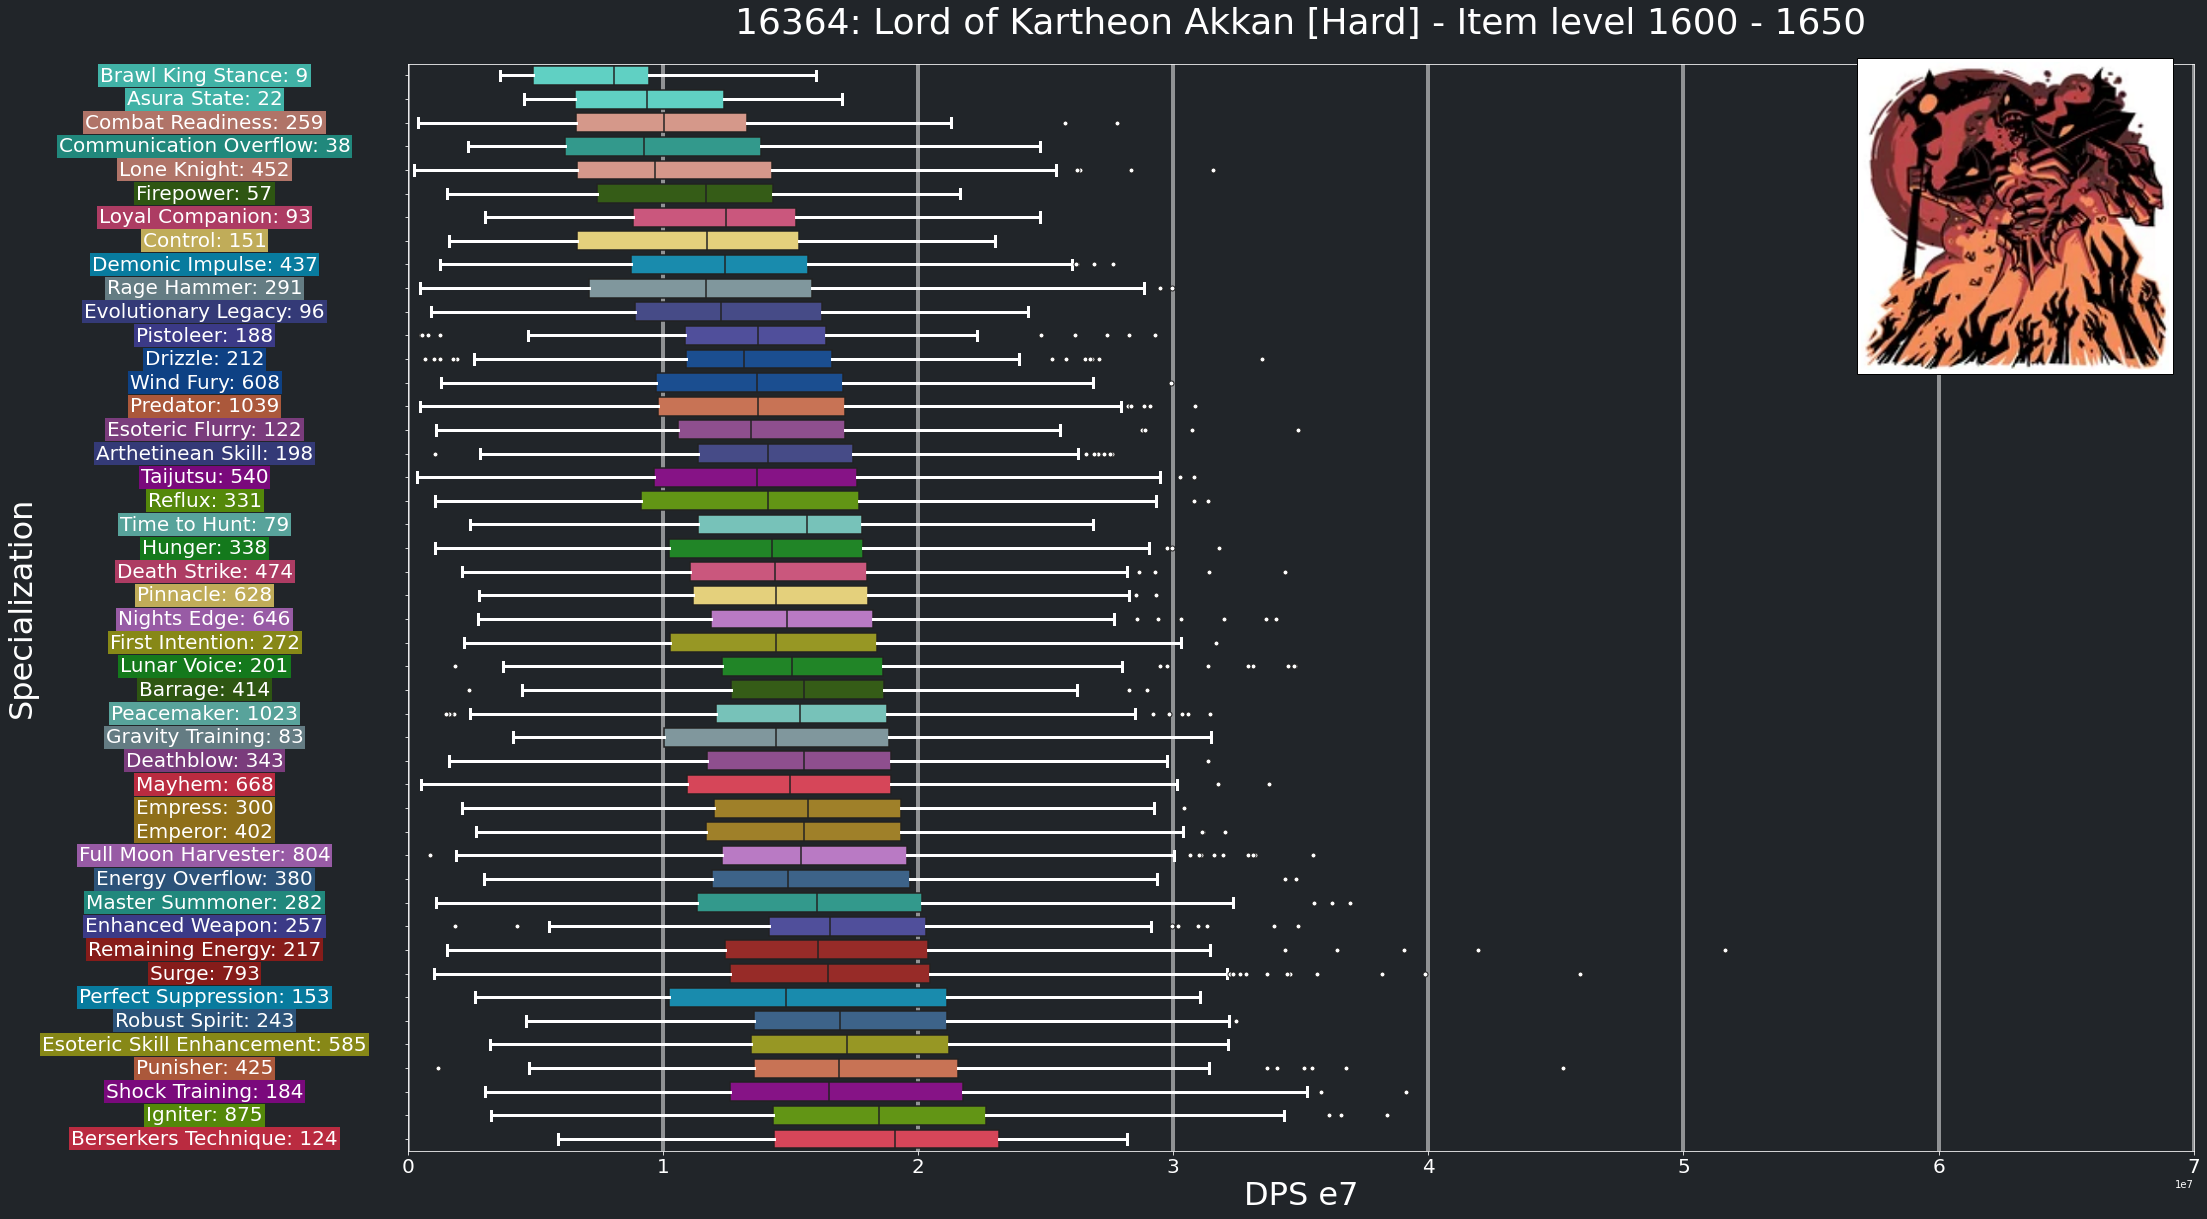 16364: Lord of Kartheon Akkan [Hard] - Item level 1600 - 1650
Specialization
Brawl King Stance: 9
Asura State: 22
Combat Readiness: 259
Communication Overflow: 38
Lone Knight: 452
Firepower: 57
Loyal Companion: 93
Control: 151
Demonic Impulse: 437
Rage Hammer: 291
Evolutionary Legacy: 96
Pistoleer: 188
Drizzle: 212
Wind Fury: 608
Predator: 1039
Esoteric Flurry: 122
Arthetinean Skill: 198
Taijutsu: 540
Reflux: 331
Time to Hunt: 79
Hunger: 338
Death Strike: 474
Pinnacle: 628
Nights Edge: 646
First Intention: 272
Lunar Voice: 201
Barrage: 414
Peacemaker: 1023
Gravity Training: 83
Deathblow: 343
Mayhem: 668
Empress: 300
Emperor: 402
Full Moon Harvester: 804
Energy Overflow: 380
Master Summoner: 282
Enhanced Weapon: 257
Remaining Energy: 217
Surge: 793
Perfect Suppression: 153
Robust Spirit: 243
Esoteric Skill Enhancement: 585
Punisher: 425
Shock Training: 184
Igniter: 875
Berserkers Technique: 124
0 1 2 3 4 5 6 7
1e7
DPS e7